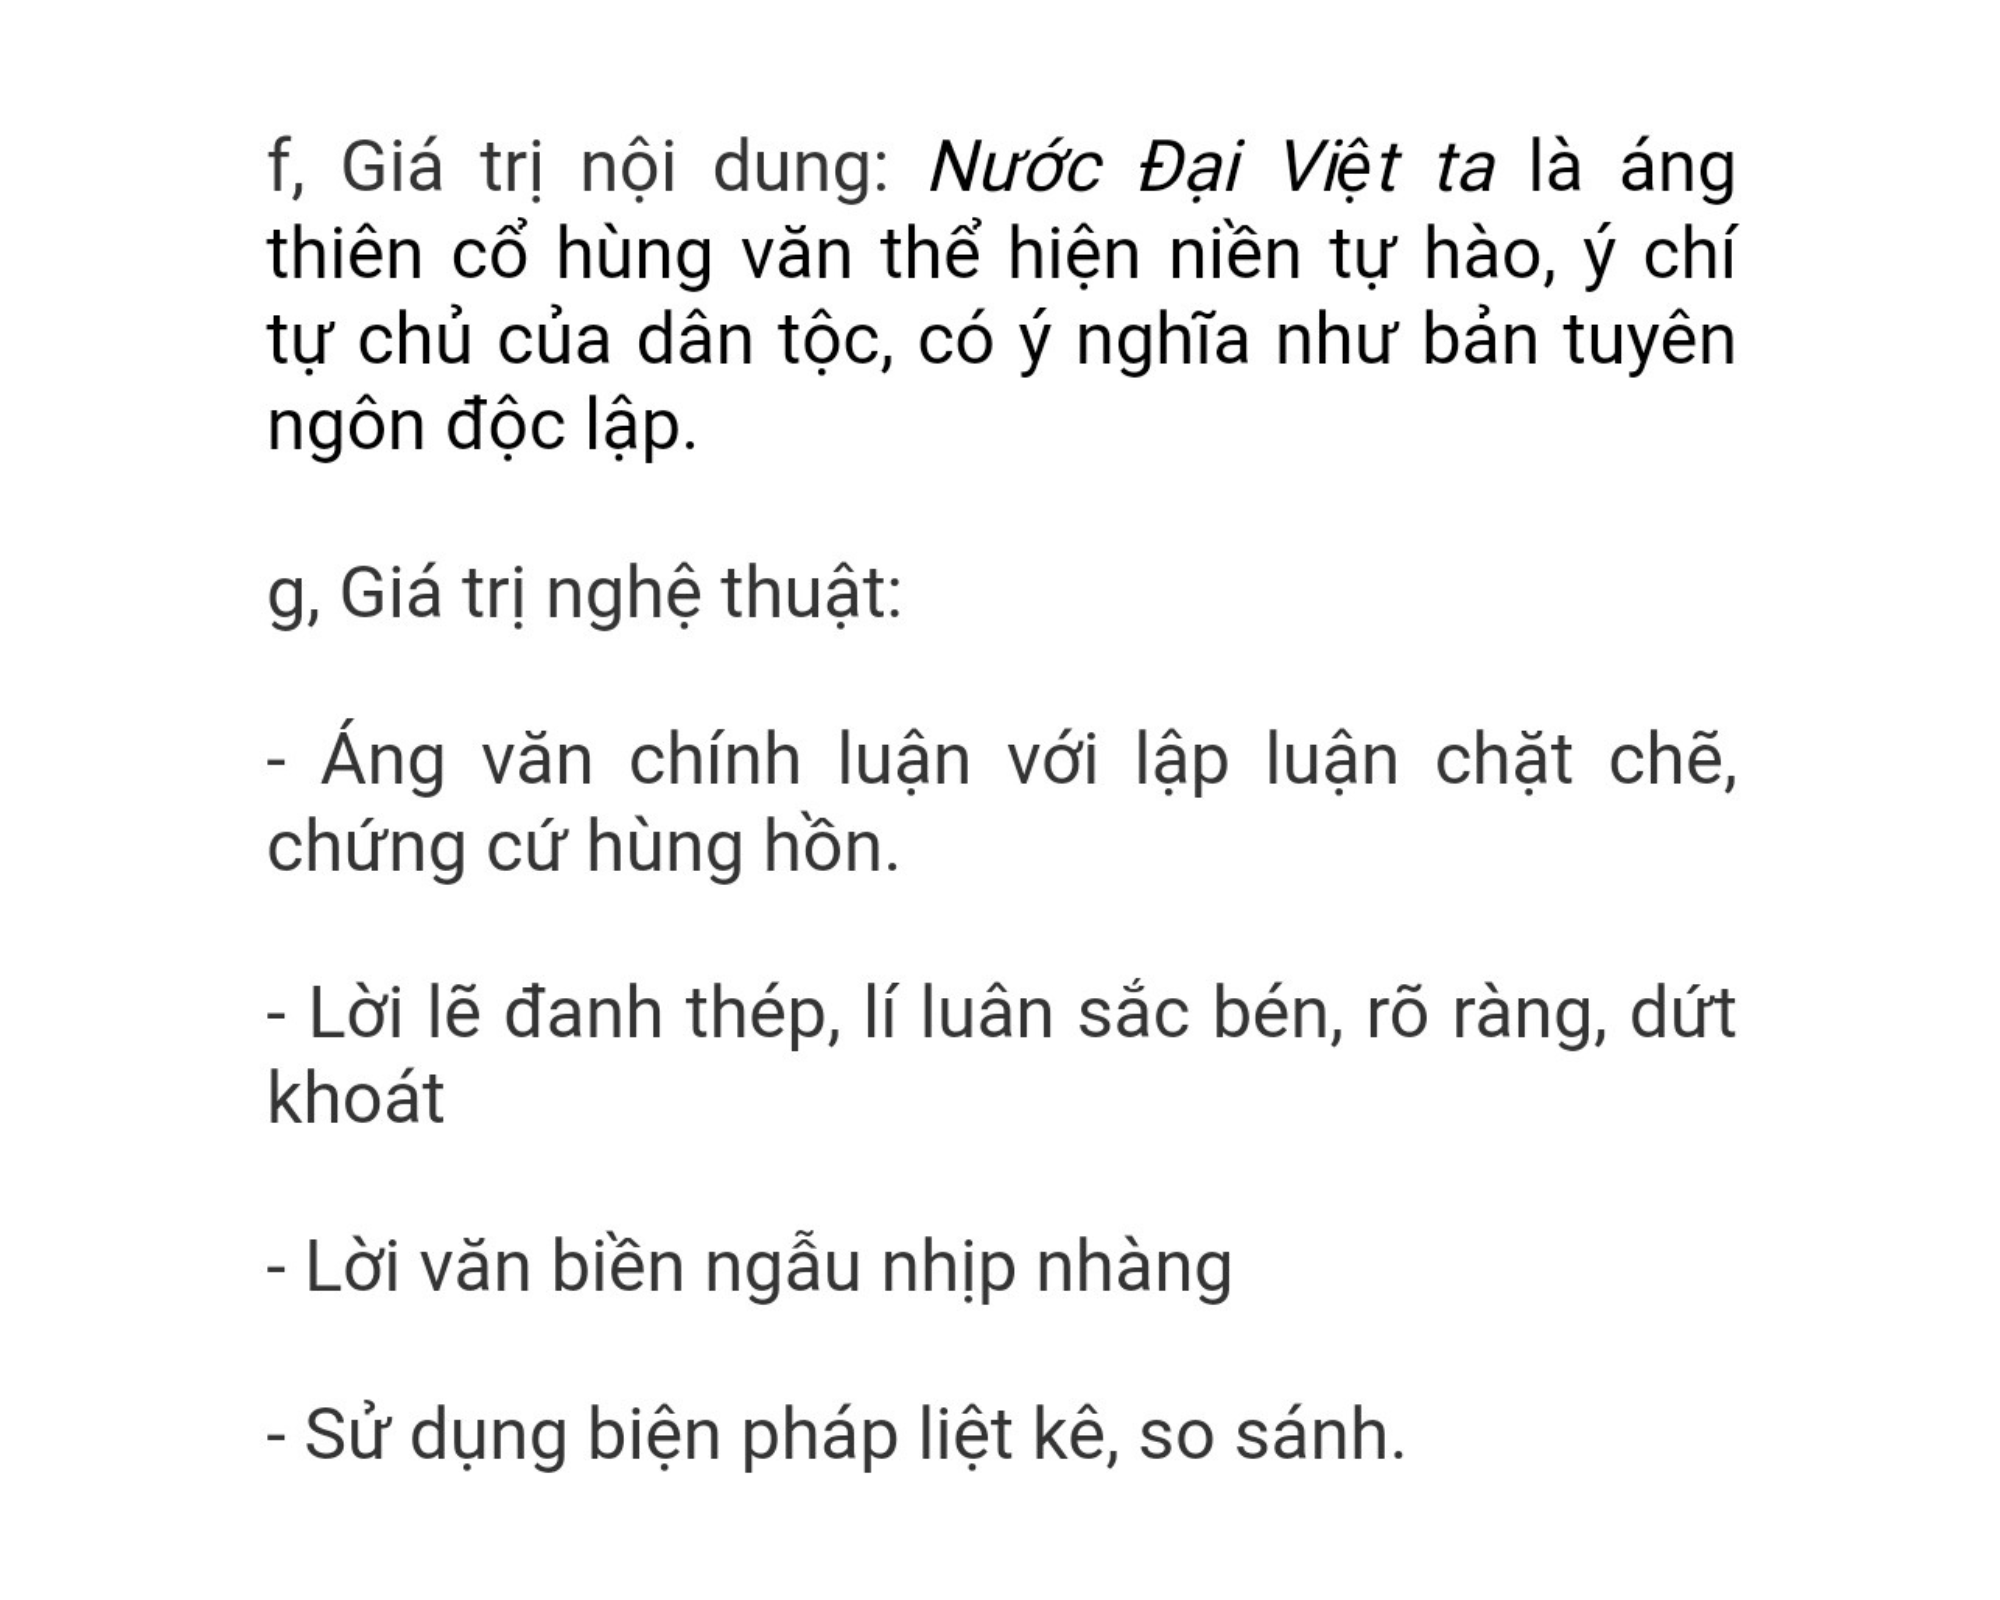 f, Giá trị nội dung: Nước Đại Việt ta là áng
thiên cổ hùng văn thể hiện niền tự hào, ý chí
tự chủ của dân tộc, có ý nghĩa như bản tuyên
ngôn độc lập.
g, Giá trị nghệ thuật:
- Áng văn chính luận với lập luận chặt chẽ,
chứng cứ hùng hồn.
- Lời lẽ đanh thép, lí luân sắc bén, rõ ràng, dứt
khoát
- Lời văn biền ngẫu nhịp nhàng
- Sử dụng biện pháp liệt kê, so sánh.